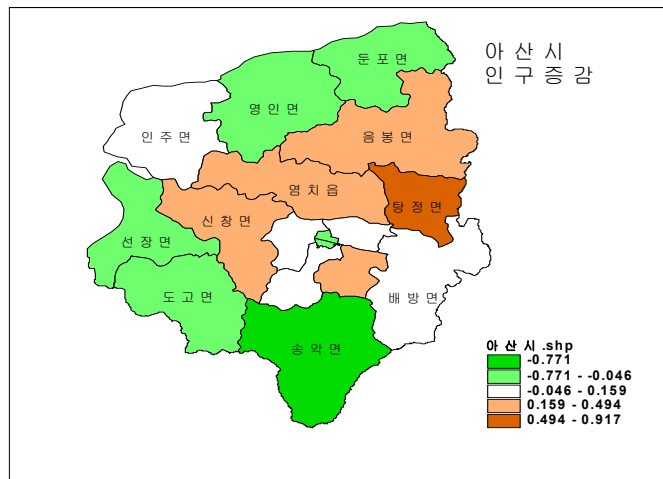 아 산 시
인 구 증 감
둔 포 면
영 인 면
인 주 면
음 봉 면
염 치 읍
탕 정 면
신 창 면
선 장 면
도 고 면
배 방 면
송 악 면
아 산 시 .shp
-0.771
-0.771 - -0.046
-0.046 - 0.159
0.159 - 0.494
0.494 - 0.917